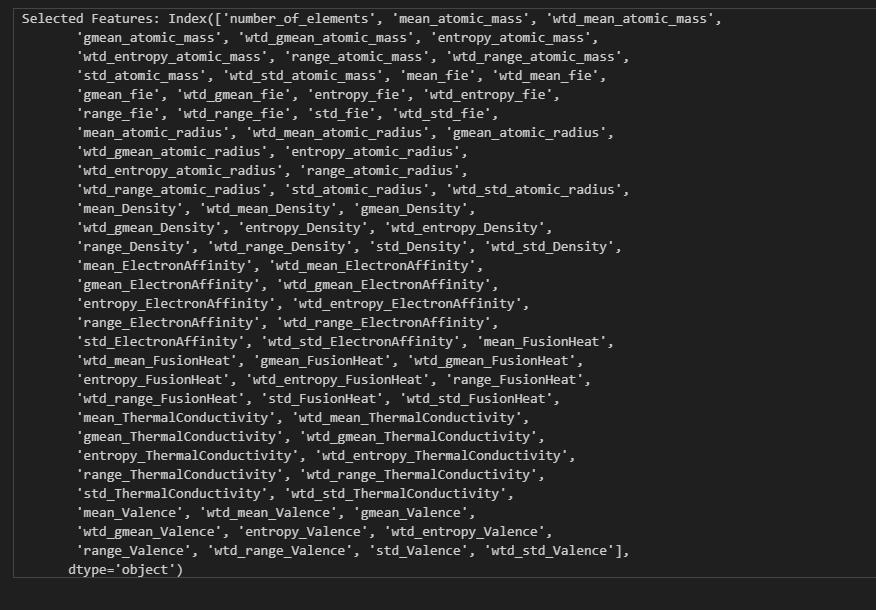 Selected Features: Index(['number_of_elements', 'mean_atomic_mass', 'wtd_mean_atomic_mass',
'gmean_atomic_mass', 'wtd_gmean_atomic_mass', 'entropy_atomic_mass',
'wtd_entropy_atomic_mass', 'range_atomic_mass', 'wtd_range_atomic_mass',
'std_atomic_mass', 'wtd_std_atomic_mass', 'mean_fie', 'wtd_mean_fie',
'gmean_fie', 'wtd_gmean_fie', 'entropy_fie', 'wtd_entropy_fie',
'range_fie', 'wtd_range_fie', 'std_fie', 'wtd_std_fie',
'mean_atomic_radius', 'wtd_mean_atomic_radius', 'gmean_atomic_radius',
'wtd_gmean_atomic_radius', 'entropy_atomic_radius',
'wtd_entropy_atomic_radius', 'range_atomic_radius',
'wtd_range_atomic_radius', 'std_atomic_radius', 'wtd_std_atomic_radius',
'mean_Density', 'wtd_mean_Density', 'gmean_Density',
'wtd_gmean_Density', 'entropy_Density', 'wtd_entropy_Density',
'range_Density', 'wtd_range_Density', 'std_Density', 'wtd_std_Density',
'mean_ElectronAffinity', 'wtd_mean_ElectronAffinity',
'gmean_ElectronAffinity', 'wtd_gmean_ElectronAffinity',
'entropy_ElectronAffinity', 'wtd_entropy_ElectronAffinity',
'range_ElectronAffinity', 'wtd_range_ElectronAffinity',
'std_ElectronAffinity', 'wtd_std_ElectronAffinity', 'mean_FusionHeat',
'wtd_mean_FusionHeat', 'gmean_FusionHeat', 'wtd_gmean_FusionHeat',
'entropy_FusionHeat', 'wtd_entropy_FusionHeat', 'range_FusionHeat',
'wtd_range_FusionHeat', 'std_FusionHeat', 'wtd_std_FusionHeat',
'mean_ThermalConductivity', 'wtd_mean_ThermalConductivity',
'gmean_ThermalConductivity', 'wtd_gmean_ThermalConductivity',
'entropy_ThermalConductivity', 'wtd_entropy_ThermalConductivity',
'range_ThermalConductivity', 'wtd_range_ThermalConductivity',
'std_ThermalConductivity', 'wtd_std_ThermalConductivity',
'mean_Valence', 'wtd_mean_Valence', 'gmean_Valence',
'wtd_gmean_Valence', 'entropy_Valence', 'wtd_entropy_Valence',
'range_Valence', 'wtd_range_Valence', 'std_Valence', 'wtd_std_Valence'],
dtype='object')